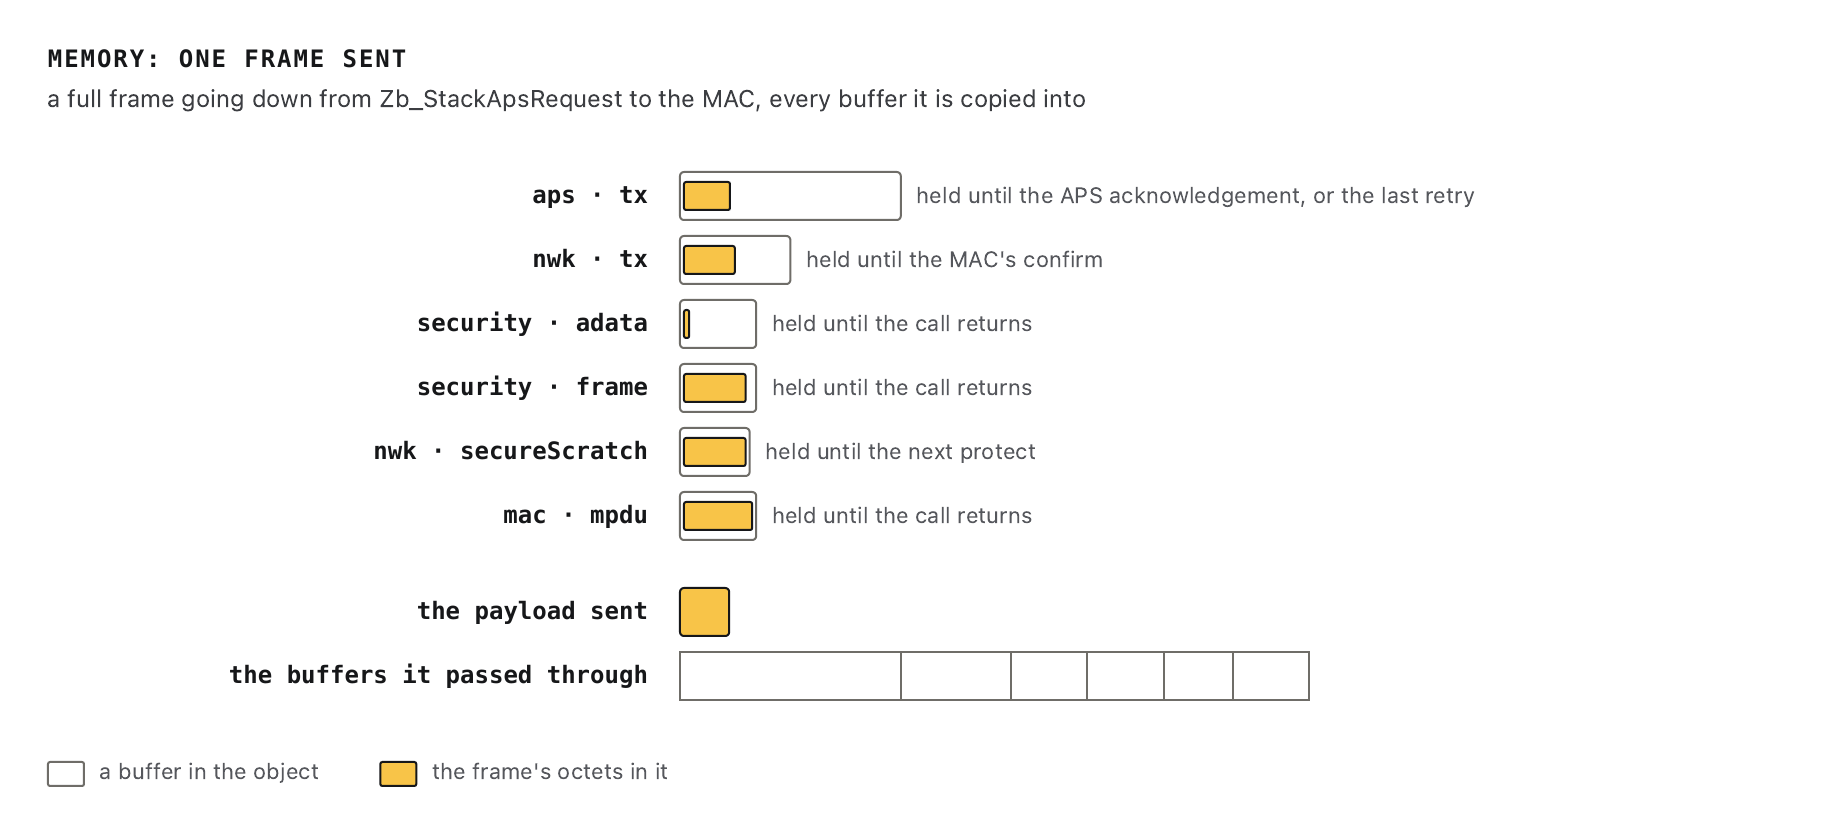 MEMORY: ONE FRAME SENT
a full frame going down from Zb_StackApsRequest to the MAC, every buffer it is copied into
aps · tx held until the APS acknowledgement, or the last retry
nwk · tx held until the MAC's confirm
security · adata held until the call returns
security · frame held until the call returns
nwk · secureScratch held until the next protect
mac · mpdu held until the call returns
the payload sent
the buffers it passed through
a buffer in the object the frame's octets in it